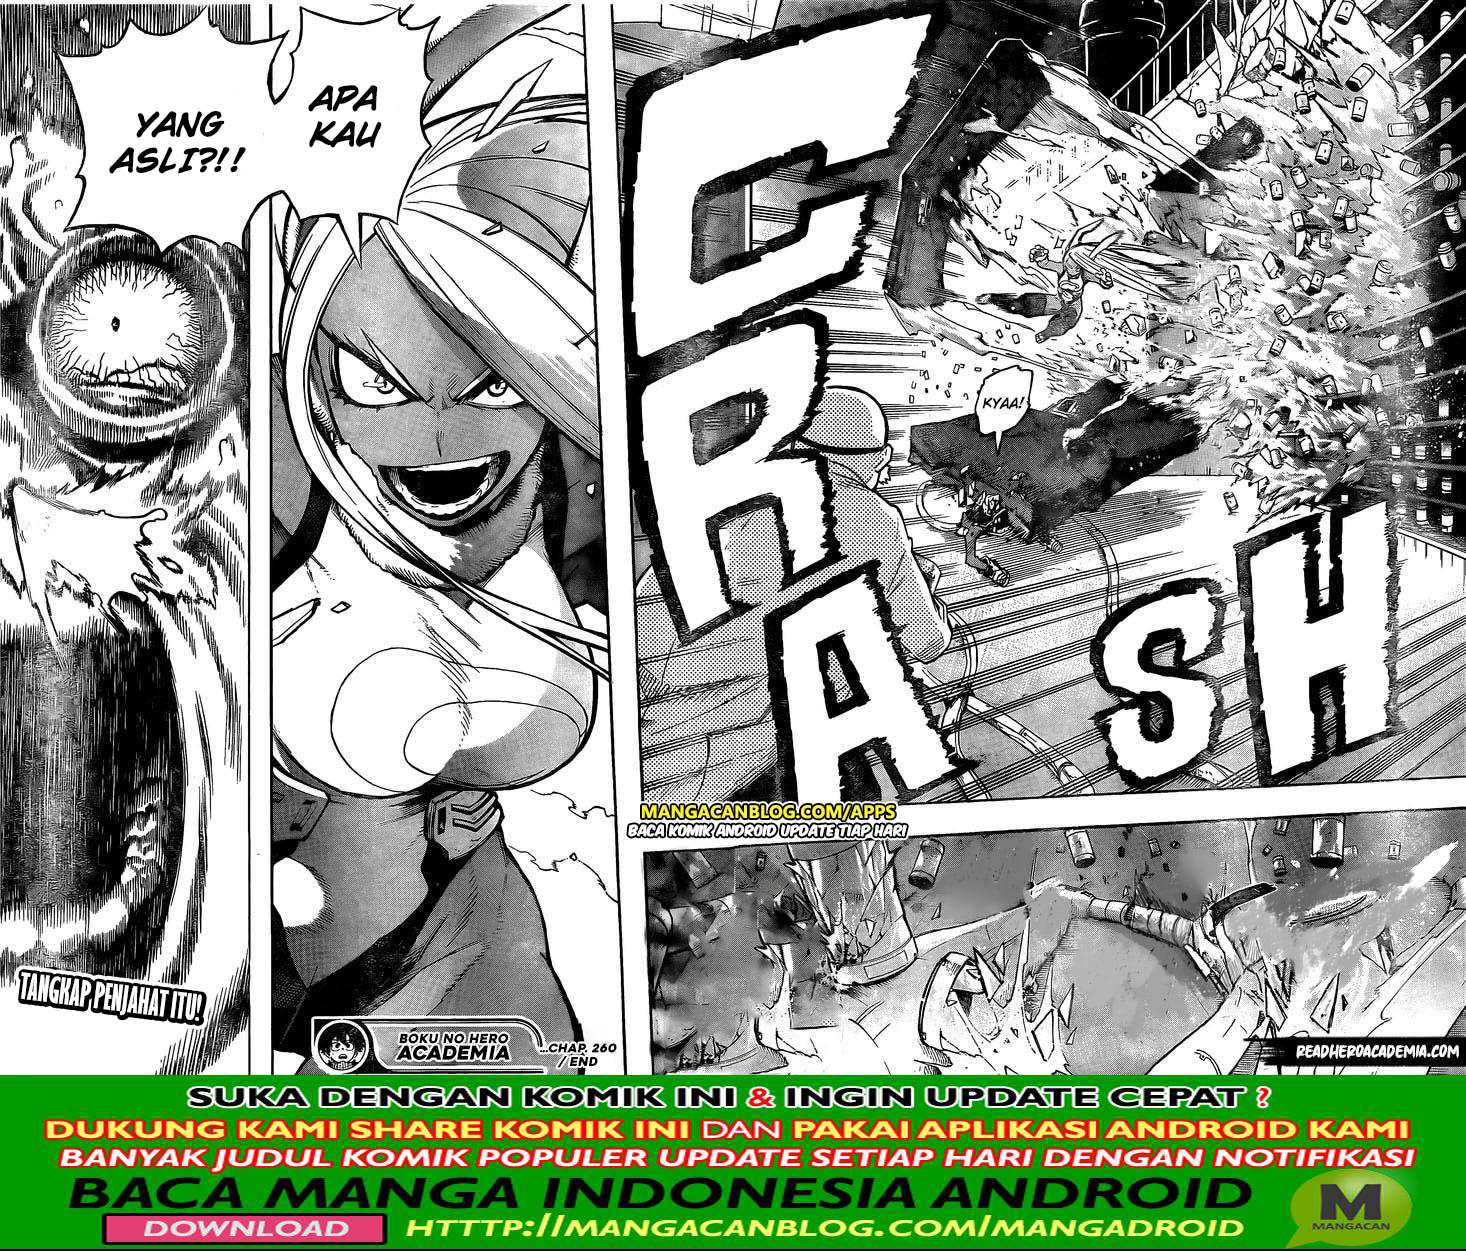 CRASH
KYAA!
APA
KAU
YANG
ASLI?!!
TANGKAP PENJAHAT ITU!
MANGACANBLOG.COM/APPS
BACA KOMIK ANDROID UPDATE TIAP HARI
BOKU NO HERO
ACADEMIA
...CHAP. 260
/ END
READHEROACADEMIA.COM
SUKA DENGAN KOMIK INI & INGIN UPDATE CEPAT ?
DUKUNG KAMI SHARE KOMIK INI DAN PAKAI APLIKASI ANDROID KAMI
BANYAK JUDUL KOMIK POPULER UPDATE SETIAP HARI DENGAN NOTIFIKASI
BACA MANGA INDONESIA ANDROID
DOWNLOAD
HTTTP://MANGACANBLOG.COM/MANGADROID
M
MANGACAN